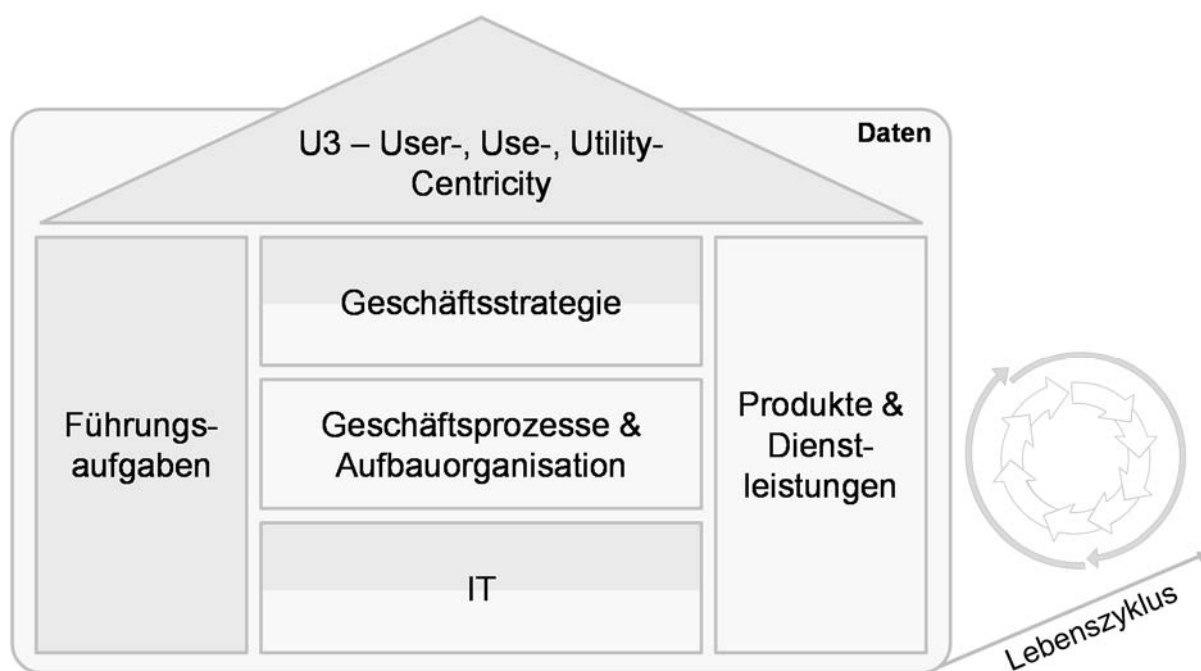 U3 – User-, Use-, Utility-
Centricity
Daten
Führungs-
aufgaben
Geschäftsstrategie
Geschäftsprozesse &
Aufbauorganisation
IT
Produkte &
Dienst-
leistungen
Lebenszyklus